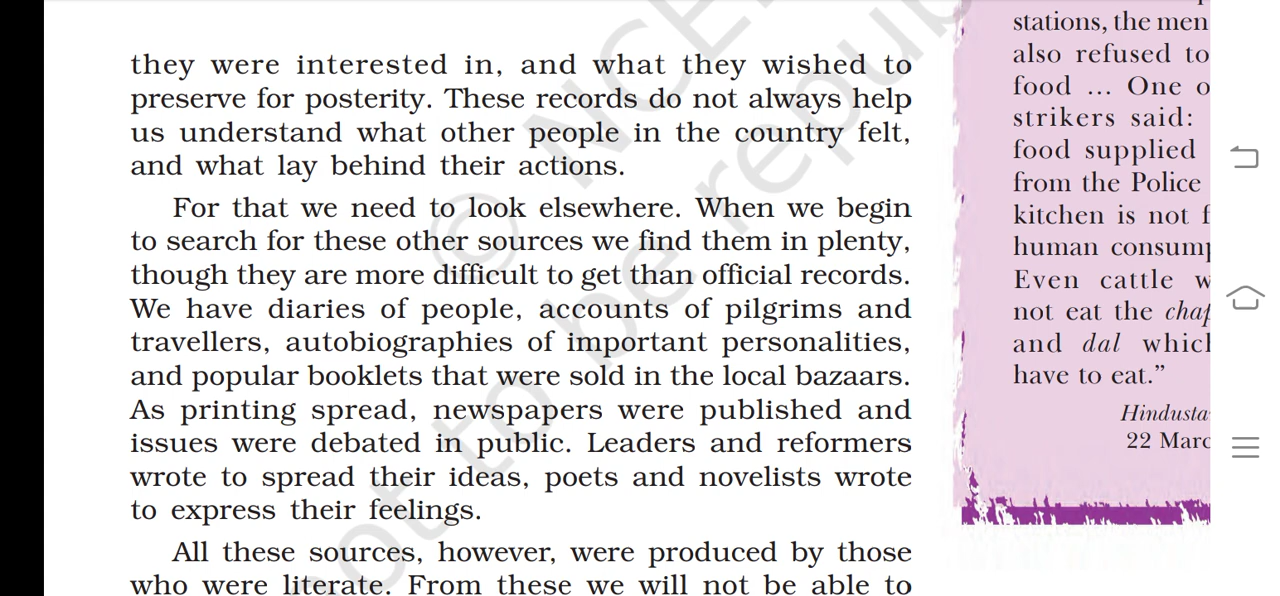 they were interested in, and what they wished to
preserve for posterity. These records do not always help
us understand what other people in the country felt,
and what lay behind their actions.
For that we need to look elsewhere. When we begin
to search for these other sources we find them in plenty,
though they are more difficult to get than official records.
We have diaries of people, accounts of pilgrims and
travellers, autobiographies of important personalities,
and popular booklets that were sold in the local bazaars.
As printing spread, newspapers were published and
issues were debated in public. Leaders and reformers
wrote to spread their ideas, poets and novelists wrote
to express their feelings.
All these sources, however, were produced by those
who were literate. From these we will not be able to
stations, the men
also refused to
food ... One
strikers said:
food supplied
from the Police
kitchen is not
human
Even cattle
not eat the
and dal
have to eat.”
22
© 
not to be